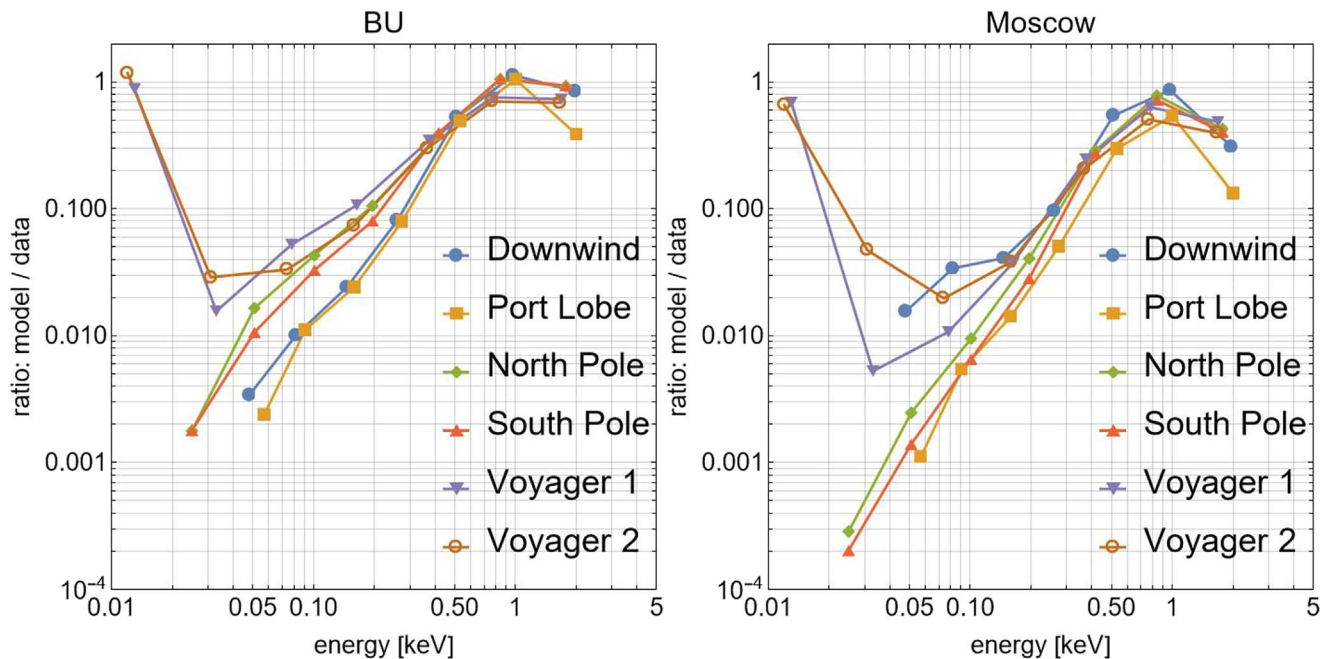 BU
ratio: model / data
1
0.100
0.010
0.001
10⁻⁴
0.01
0.05
0.10
0.50
1
5
energy [keV]
Downwind
Port Lobe
North Pole
South Pole
Voyager 1
Voyager 2
Moscow
ratio: model / data
1
0.100
0.010
0.001
10⁻⁴
0.01
0.05
0.10
0.50
1
5
energy [keV]
Downwind
Port Lobe
North Pole
South Pole
Voyager 1
Voyager 2